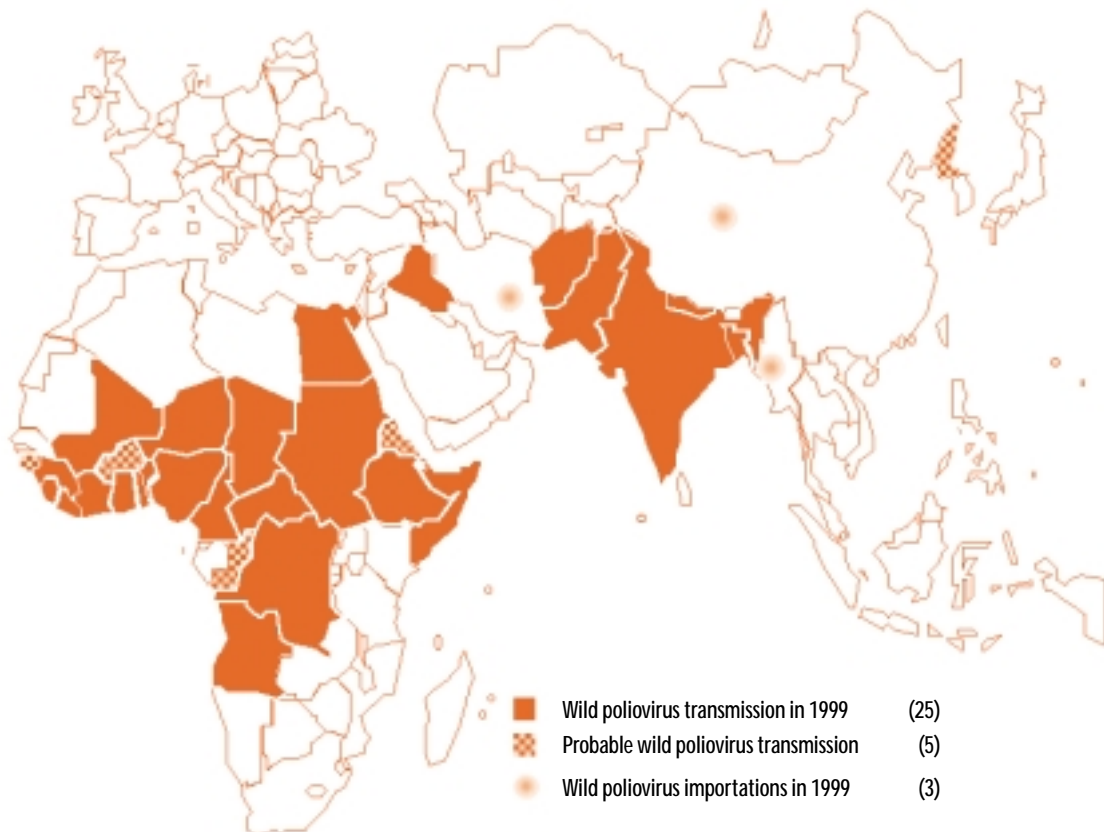 Wild poliovirus transmission in 1999 (25)
Probable wild poliovirus transmission (5)
Wild poliovirus importations in 1999 (3)